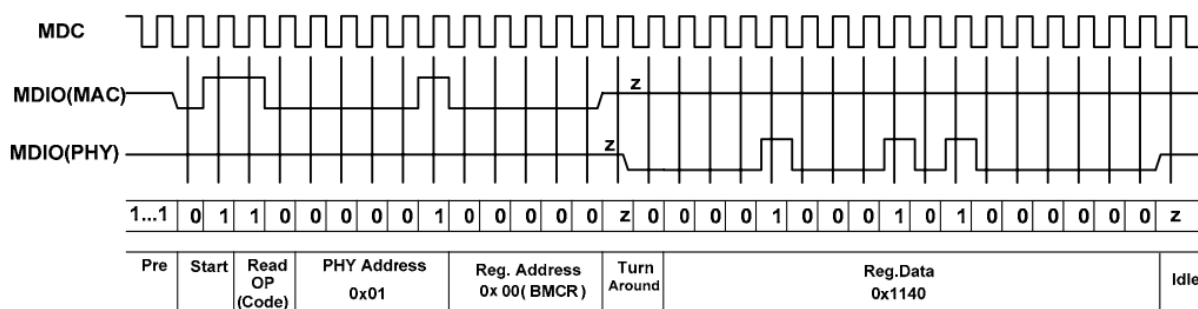 MDC
z
MDIO(MAC)
z
MDIO(PHY)
1...1 0 1 1 0 0 0 0 0 1 0 0 0 0 0 z 0 0 0 0 1 0 0 0 1 0 1 0 0 0 0 0 0 z
Pre
Start
Read
OP
(Code)
PHY Address
0x01
Reg. Address
0x 00( BMCR )
Turn
Around
Reg.Data
0x1140
Idle